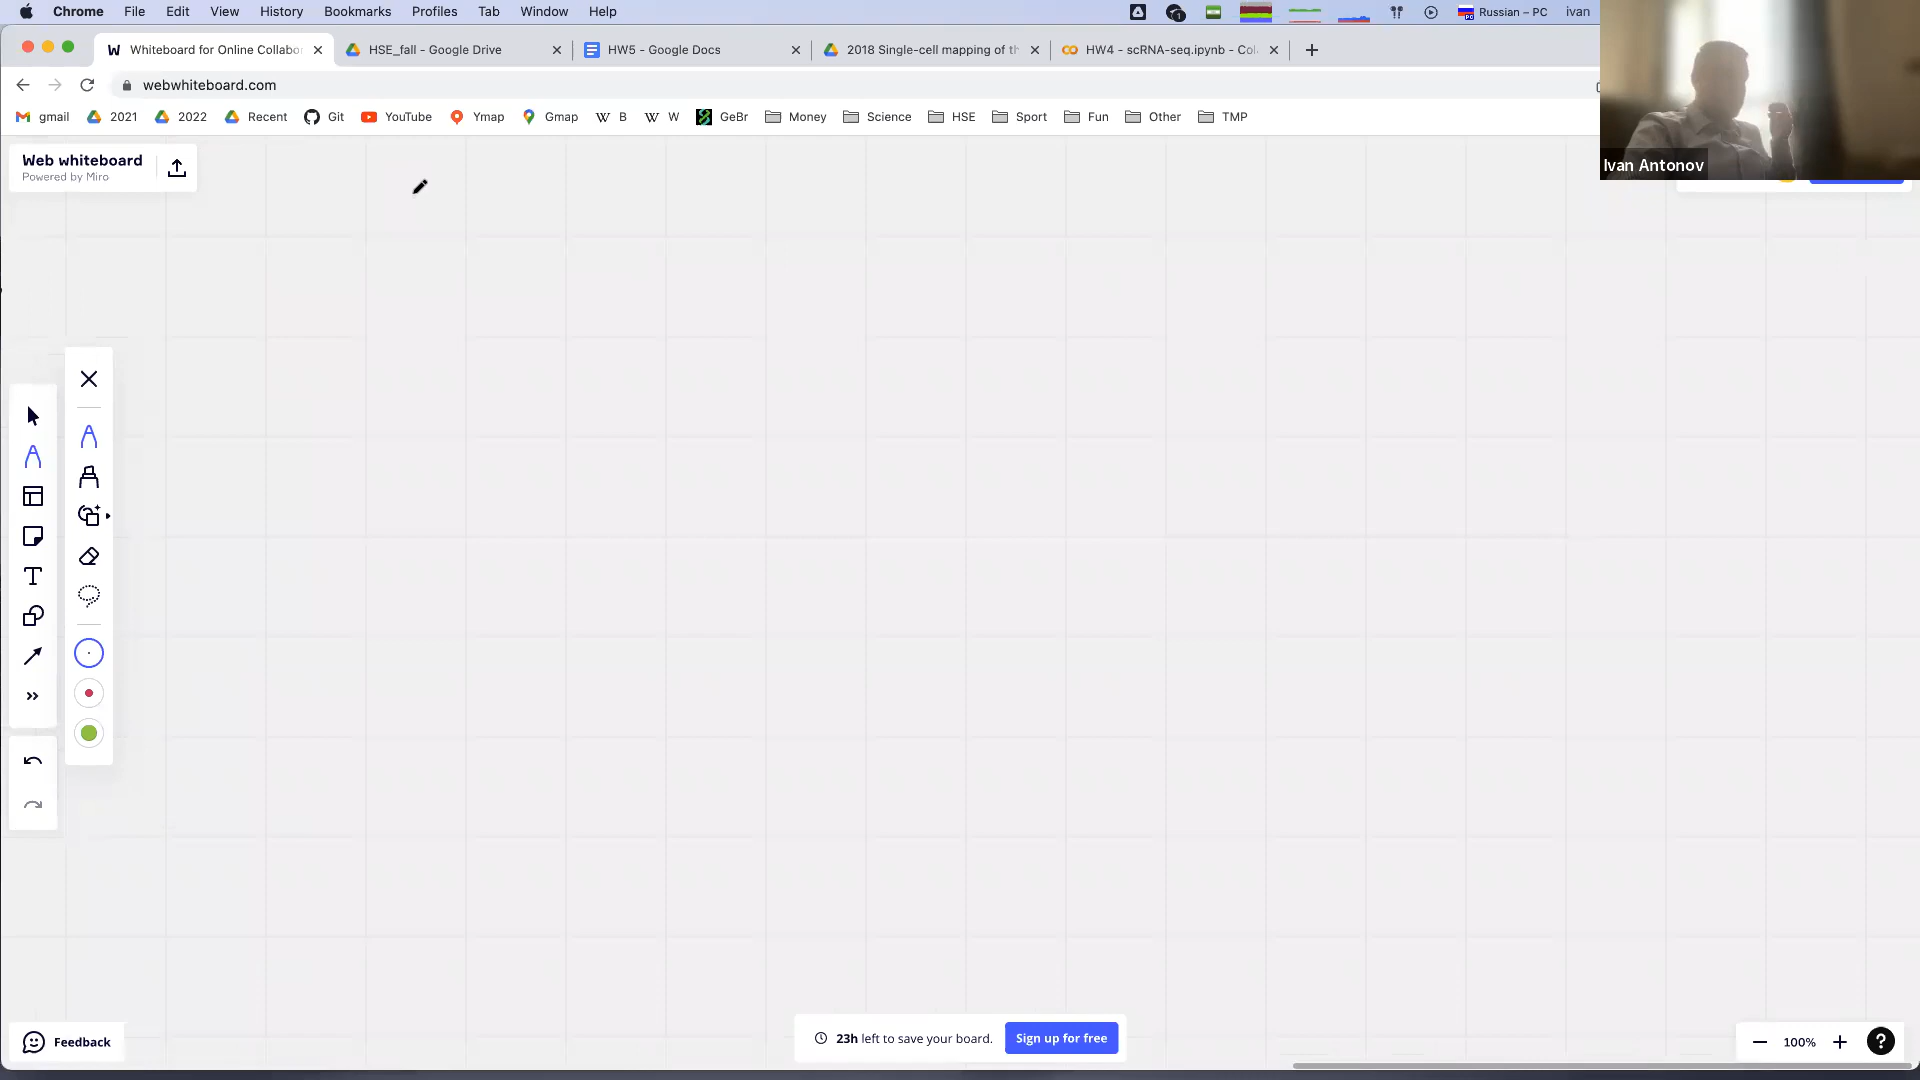 Chrome File Edit View History Bookmarks Profiles Tab Window Help
1 Russian – PC ivan
Whiteboard for Online Collabor
HSE_fall - Google Drive
HW5 - Google Docs
2018 Single-cell mapping of th
HW4 - scRNA-seq.ipynb - Col
webwhiteboard.com
gmail 2021 2022 Recent Git YouTube Ymap Gmap B W GeBr Money Science HSE Sport Fun Other TMP
Ivan Antonov
Web whiteboard
Powered by Miro
Feedback
23h left to save your board.
Sign up for free
100%